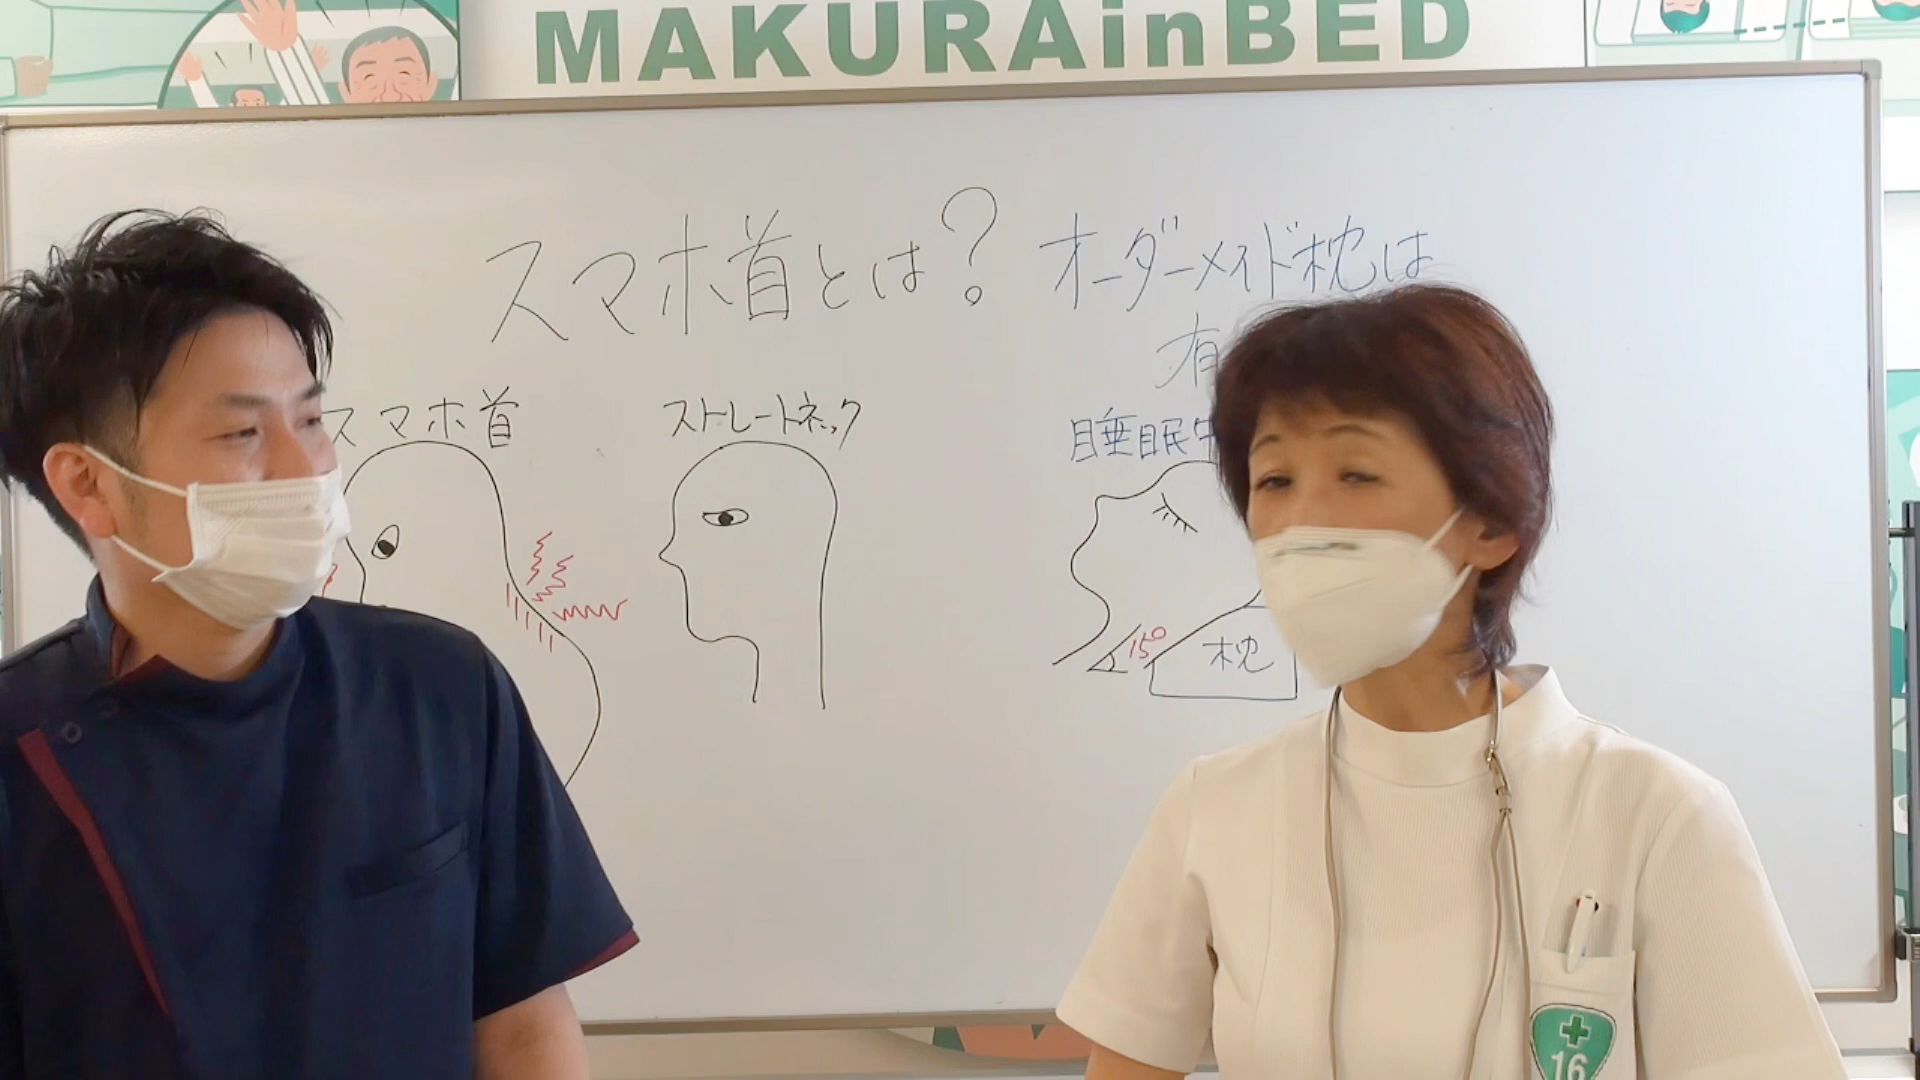 MAKURAinBED
スマホ首とは?
オーダーメイド枕は
有
スマホ首
ストレートネック
睡眠中
15°
枕
16